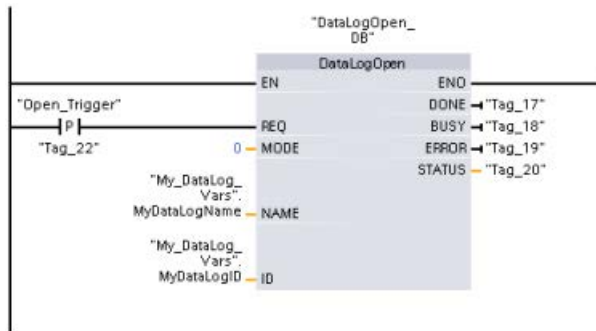 "DataLogOpen_
DB"
DataLogOpen
EN ENO
"Open_Trigger" DONE "Tag_17"
P REQ BUSY "Tag_18"
"Tag_22" 0 MODE ERROR "Tag_19"
STATUS "Tag_20"
"My_DataLog_
Vars".
MyDataLogName NAME
"My_DataLog_
Vars".
MyDataLogID ID